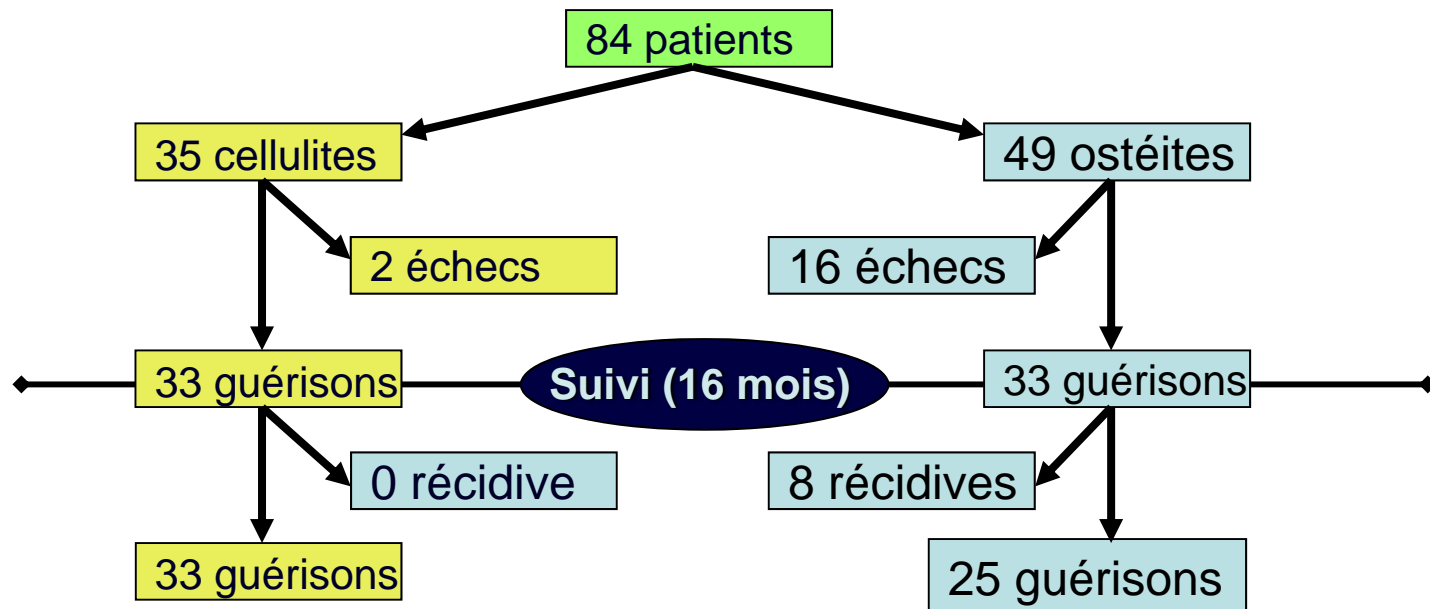 84 patients
35 cellulites
49 ostéites
2 échecs
16 échecs
33 guérisons
Suivi (16 mois)
33 guérisons
0 récidive
8 récidives
33 guérisons
25 guérisons